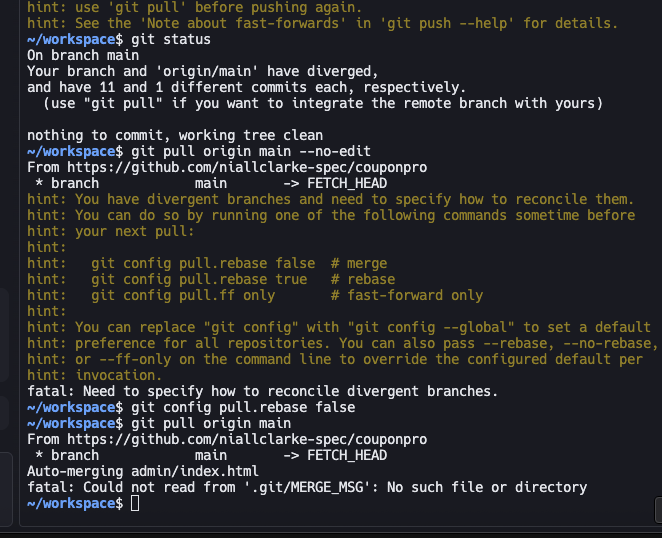 hint: use 'git pull' before pushing again.
hint: See the 'Note about fast-forwards' in 'git push --help' for details.
~/workspace$ git status
On branch main
Your branch and 'origin/main' have diverged,
and have 11 and 1 different commits each, respectively.
  (use "git pull" if you want to integrate the remote branch with yours)

nothing to commit, working tree clean
~/workspace$ git pull origin main --no-edit
From https://github.com/niallclarke-spec/couponpro
 * branch            main       -> FETCH_HEAD
hint: You have divergent branches and need to specify how to reconcile them.
hint: You can do so by running one of the following commands sometime before
hint: your next pull:
hint:
hint:   git config pull.rebase false  # merge
hint:   git config pull.rebase true   # rebase
hint:   git config pull.ff only       # fast-forward only
hint:
hint: You can replace "git config" with "git config --global" to set a default
hint: preference for all repositories. You can also pass --rebase, --no-rebase,
hint: or --ff-only on the command line to override the configured default per
hint: invocation.
fatal: Need to specify how to reconcile divergent branches.
~/workspace$ git config pull.rebase false
~/workspace$ git pull origin main
From https://github.com/niallclarke-spec/couponpro
 * branch            main       -> FETCH_HEAD
Auto-merging admin/index.html
fatal: Could not read from '.git/MERGE_MSG': No such file or directory
~/workspace$